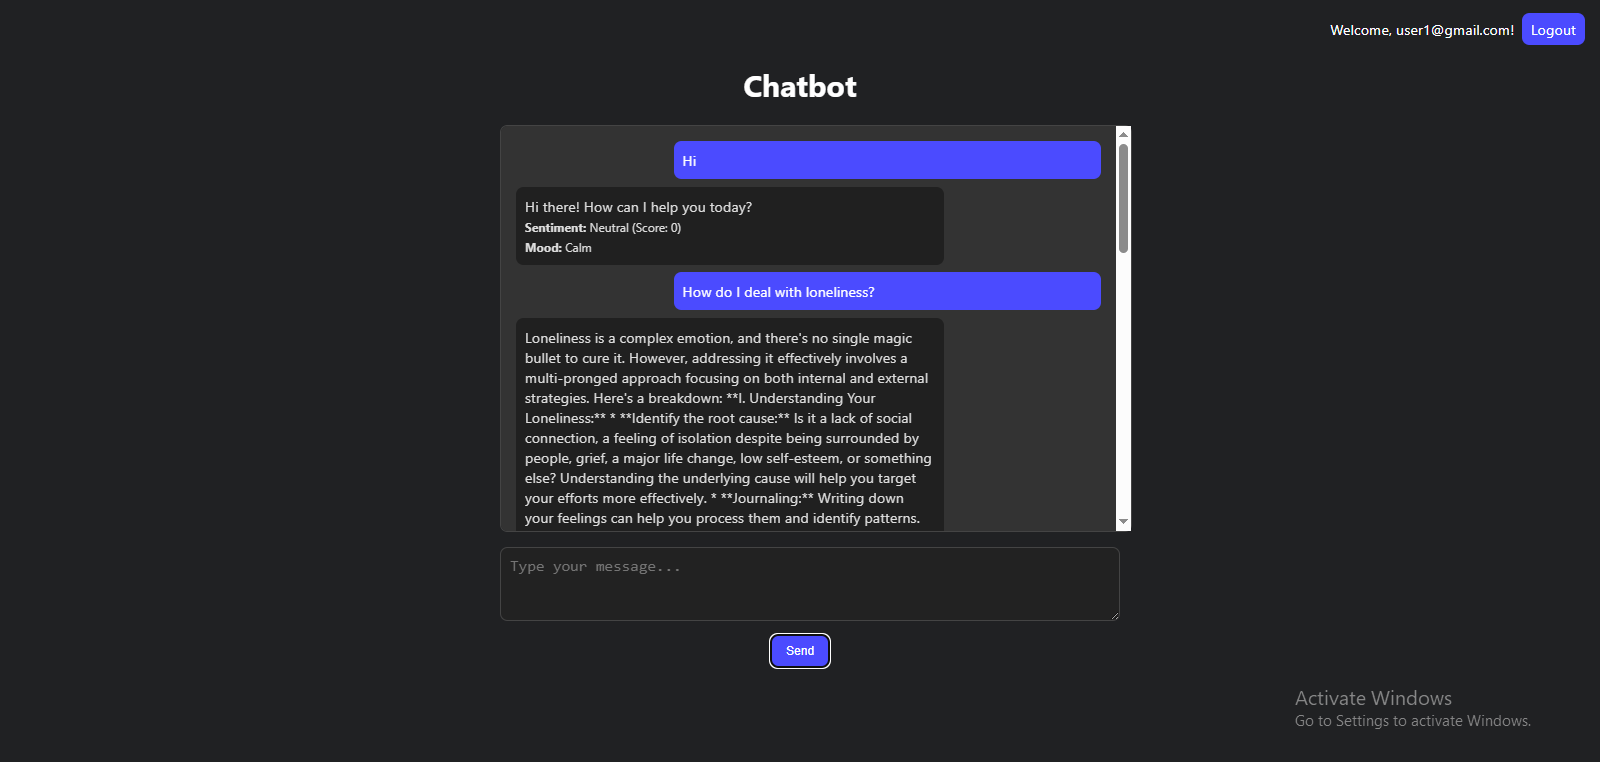 Welcome, user1@gmail.com! Logout
Chatbot
Hi
Hi there! How can I help you today?
Sentiment: Neutral (Score: 0)
Mood: Calm
How do I deal with loneliness?
Loneliness is a complex emotion, and there's no single magic
bullet to cure it. However, addressing it effectively involves a
multi-pronged approach focusing on both internal and external
strategies. Here's a breakdown: **I. Understanding Your
Loneliness:** * **Identify the root cause:** Is it a lack of social
connection, a feeling of isolation despite being surrounded by
people, grief, a major life change, low self-esteem, or something
else? Understanding the underlying cause will help you target
your efforts more effectively. * **Journaling:** Writing down
your feelings can help you process them and identify patterns.
Type your message...
Send
Activate Windows
Go to Settings to activate Windows.